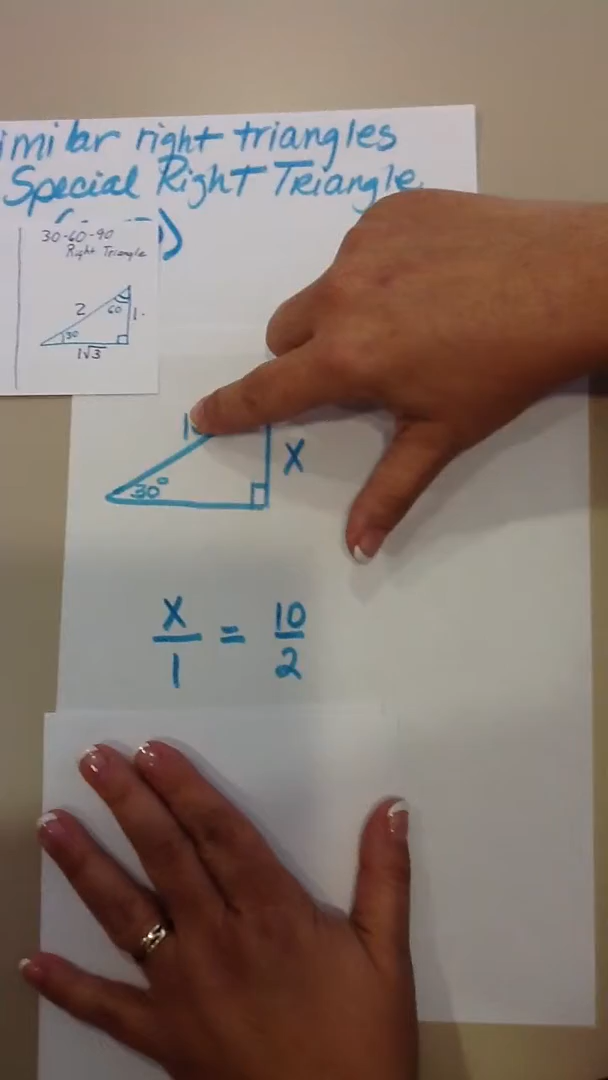 imilar right triangles
Special Right Triangle
30-60-90
Right Triangle
2
60
1
30
1√3
1
X
30°
X/1 = 10/2